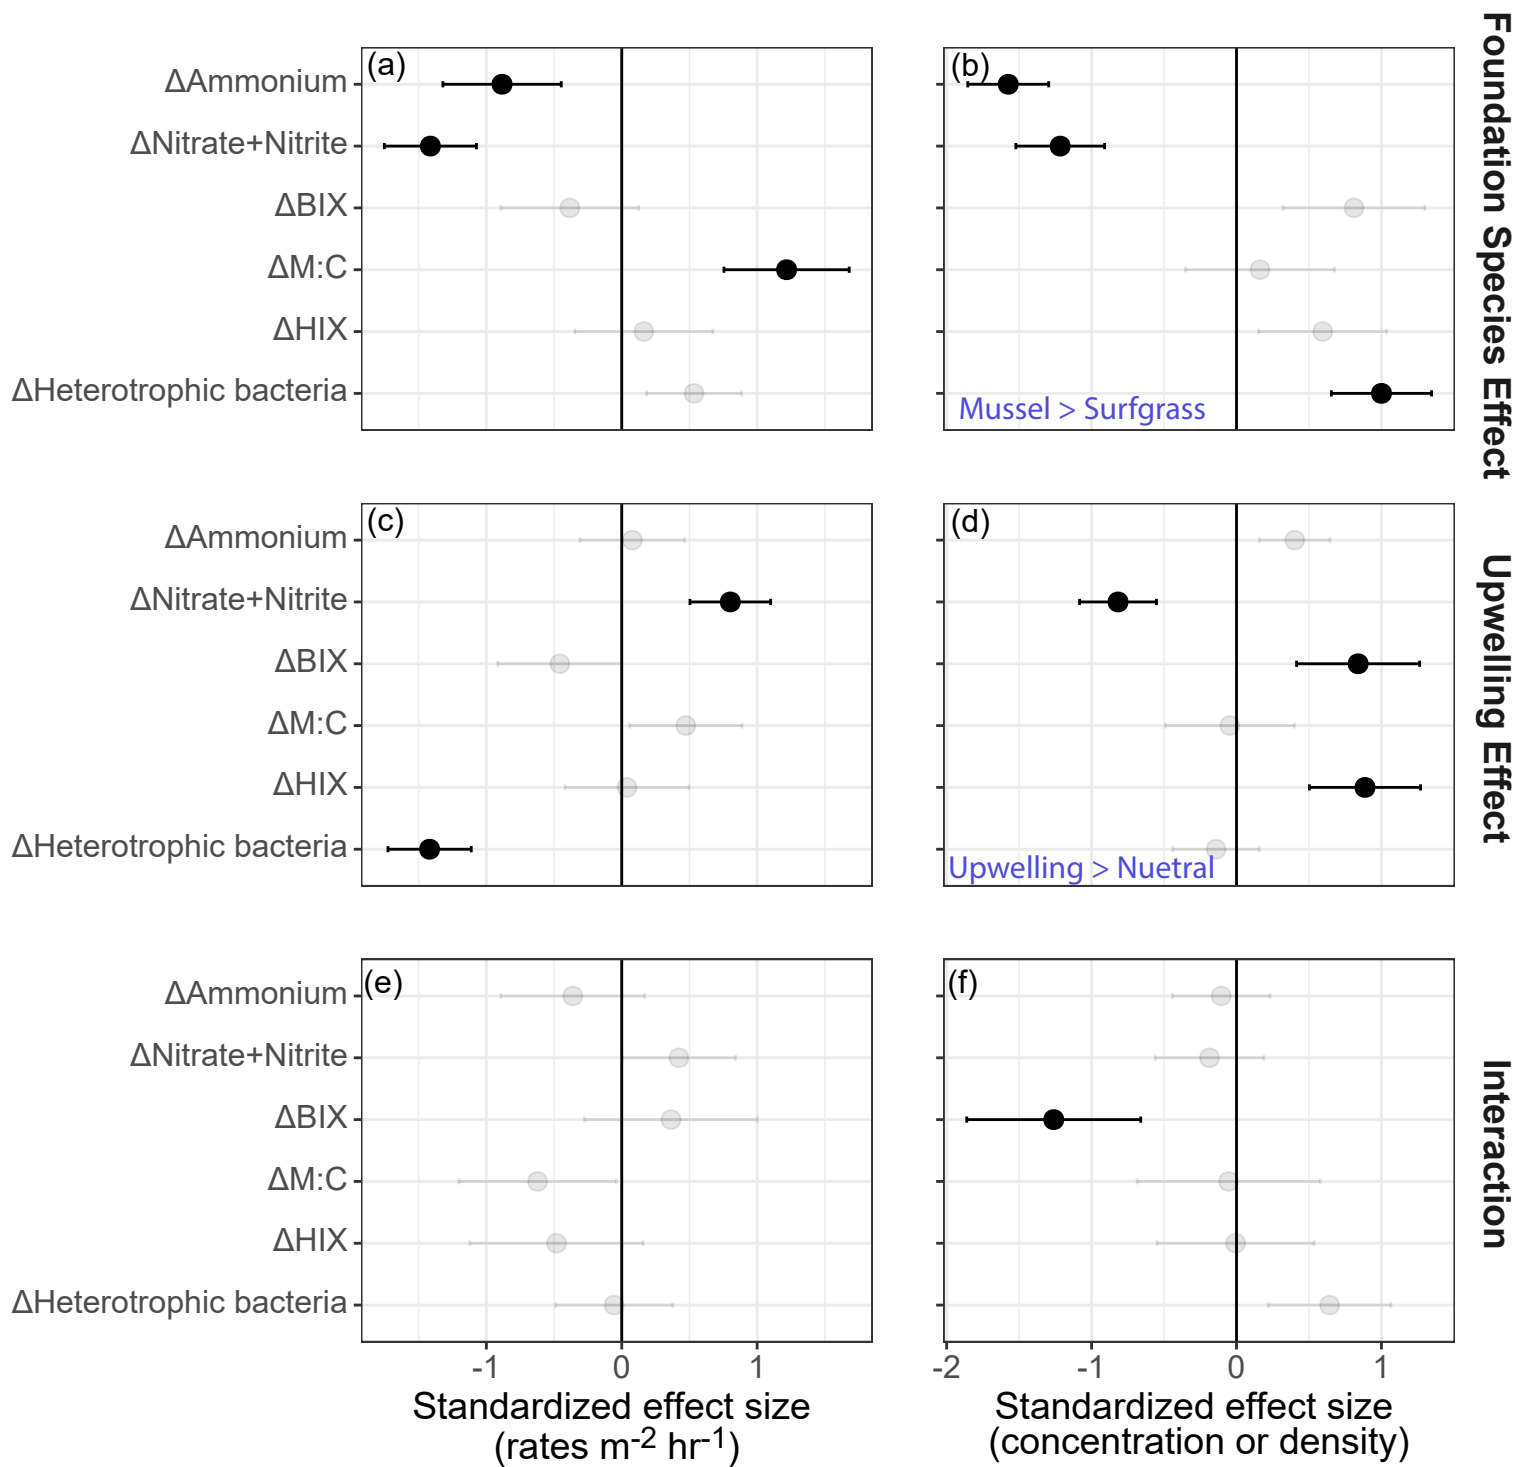 (a)
ΔAmmonium
ΔNitrate+Nitrite
ΔBIX
ΔM:C
ΔHIX
ΔHeterotrophic bacteria
(b)
Mussel > Surfgrass
Foundation Species Effect
(c)
ΔAmmonium
ΔNitrate+Nitrite
ΔBIX
ΔM:C
ΔHIX
ΔHeterotrophic bacteria
(d)
Upwelling > Nuetral
Upwelling Effect
(e)
ΔAmmonium
ΔNitrate+Nitrite
ΔBIX
ΔM:C
ΔHIX
ΔHeterotrophic bacteria
(f)
Interaction
-1 0 1
Standardized effect size
(rates m-2 hr-1)
-2 -1 0 1
Standardized effect size
(concentration or density)